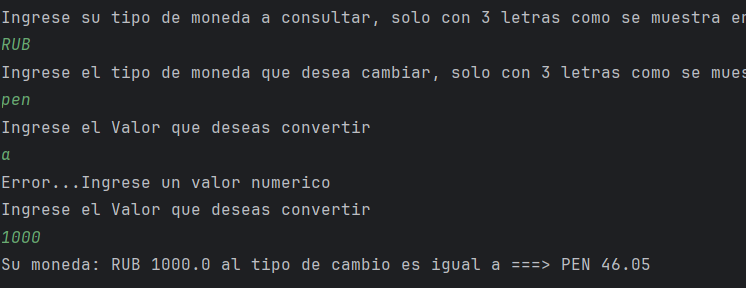 Ingrese su tipo de moneda a consultar, solo con 3 letras como se muestra
RUB
Ingrese el tipo de moneda que desea cambiar, solo con 3 letras como se
pen
Ingrese el Valor que deseas convertir
a
Error...Ingrese un valor numerico
Ingrese el Valor que deseas convertir
1000
Su moneda: RUB 1000.0 al tipo de cambio es igual a ===> PEN 46.05